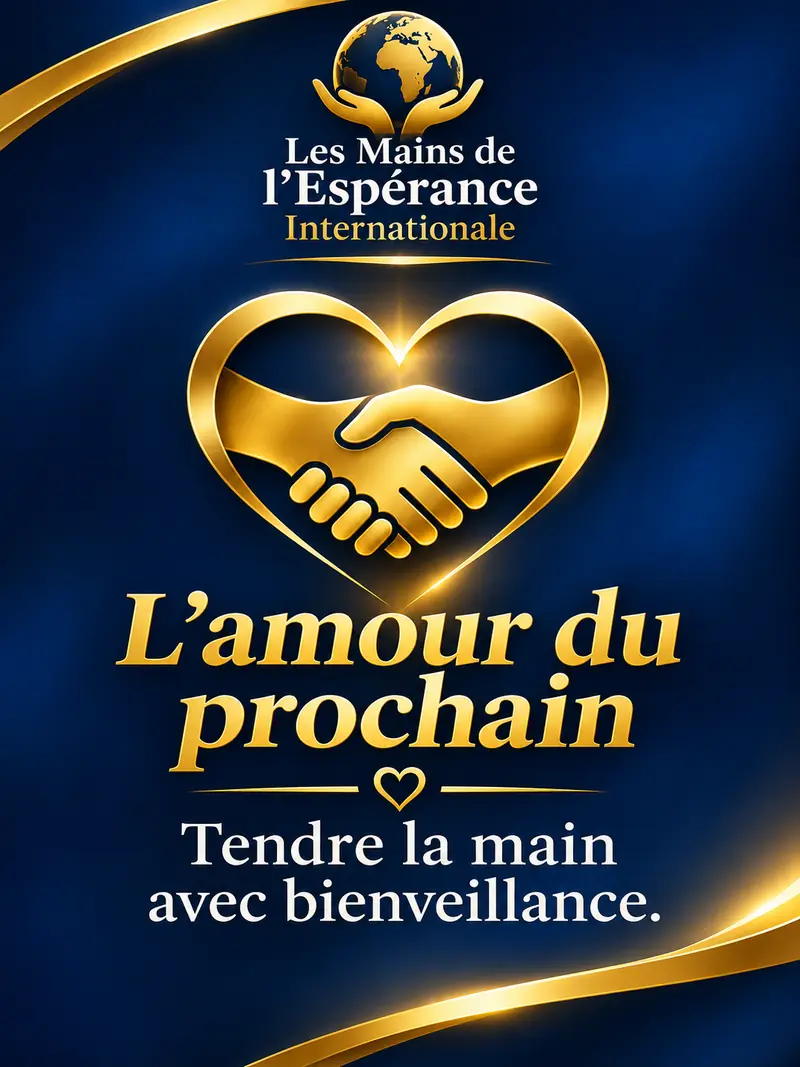 Les Mains de
l’Espérance
Internationale
L’amour du
prochain
Tendre la main
avec bienveillance.